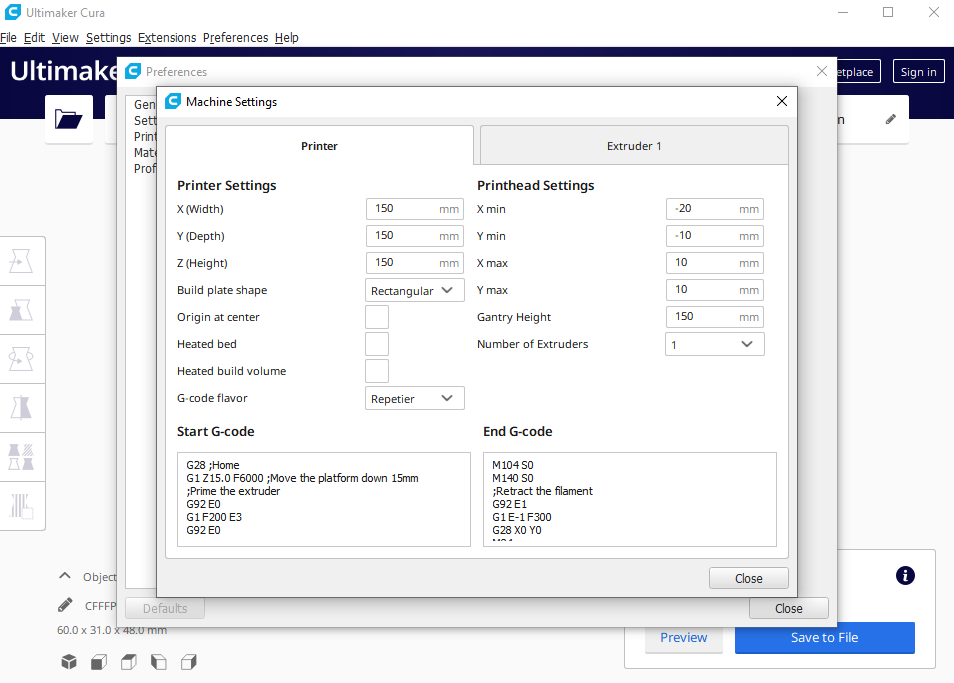 Ultimaker Cura
File Edit View Settings Extensions Preferences Help
Ultimake
etplace
Sign in
Preferences
Gen
Sett
Print
Mate
Prof
n
Machine Settings
Printer
Extruder 1
Printer Settings
X (Width) 150 mm
Y (Depth) 150 mm
Z (Height) 150 mm
Build plate shape Rectangular
Origin at center
Heated bed
Heated build volume
G-code flavor Repetier
Printhead Settings
X min -20 mm
Y min -10 mm
X max 10 mm
Y max 10 mm
Gantry Height 150 mm
Number of Extruders 1
Start G-code
G28 ;Home
G1 Z15.0 F6000 ;Move the platform down 15mm
;Prime the extruder
G92 E0
G1 F200 E3
G92 E0
End G-code
M104 S0
M140 S0
;Retract the filament
G92 E1
G1 E-1 F300
G28 X0 Y0
Close
Object
CFFFP
Defaults
Close
60.0 x 31.0 x 48.0 mm
Preview
Save to File